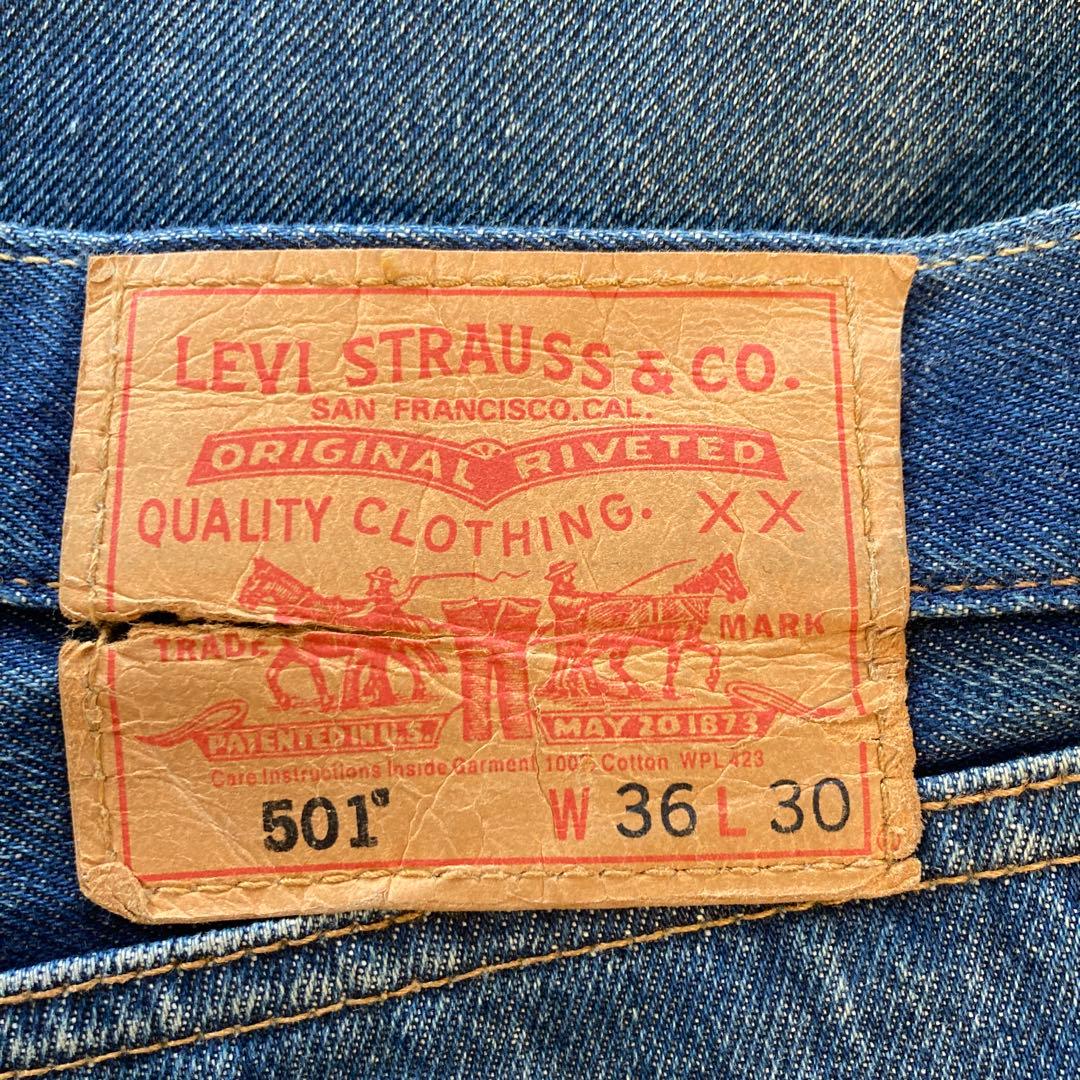 LEVI STRAUSS & CO.
SAN FRANCISCO, CAL.
ORIGINAL RIVETED
QUALITY CLOTHING. XX
TRADE MARK
PATENTED IN U.S. MAY 20 1873
Care Instructions Inside Garment 100% Cotton WPL 423
501® W 36 L 30